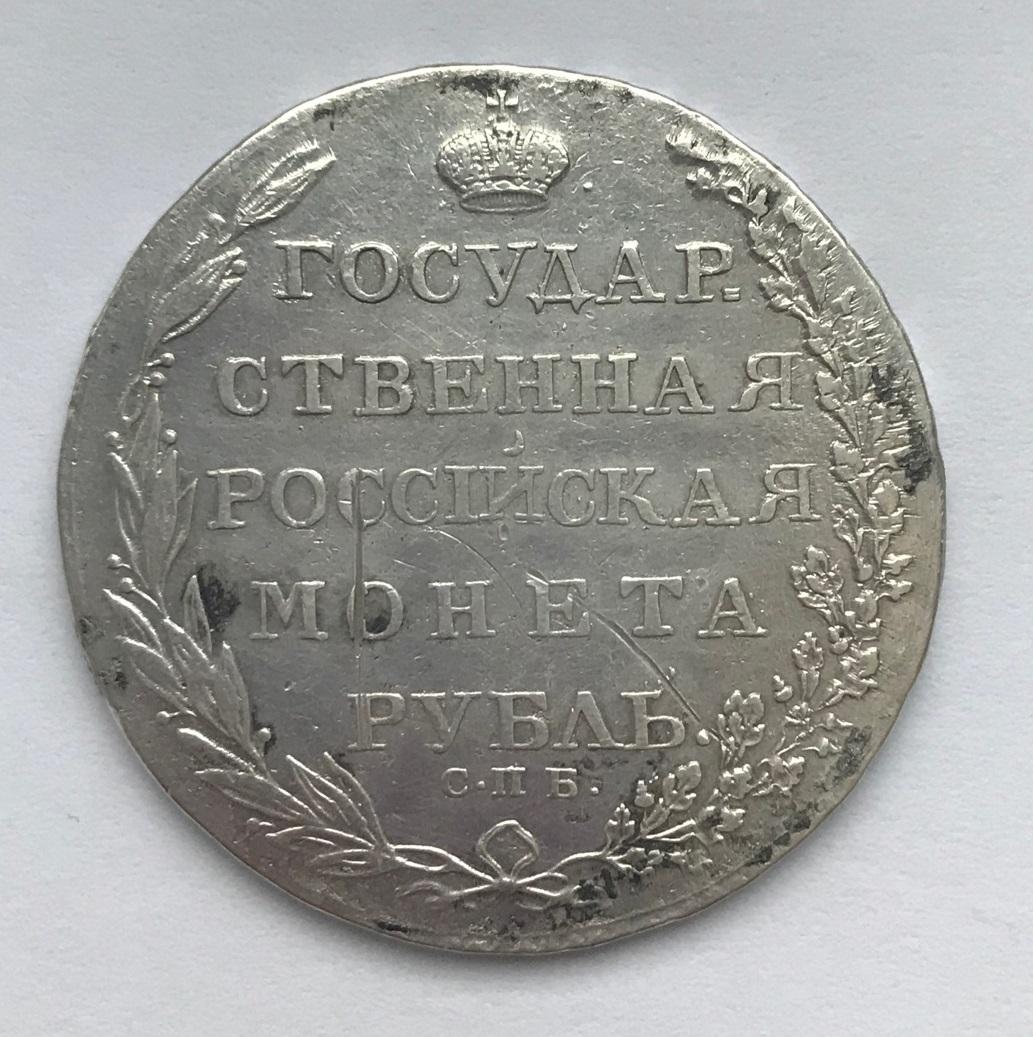 ГОСУДАР=
СТВЕННАЯ
РОССІЙСКАЯ
МОНЕТА
РУБЛЬ.
С·П Б·